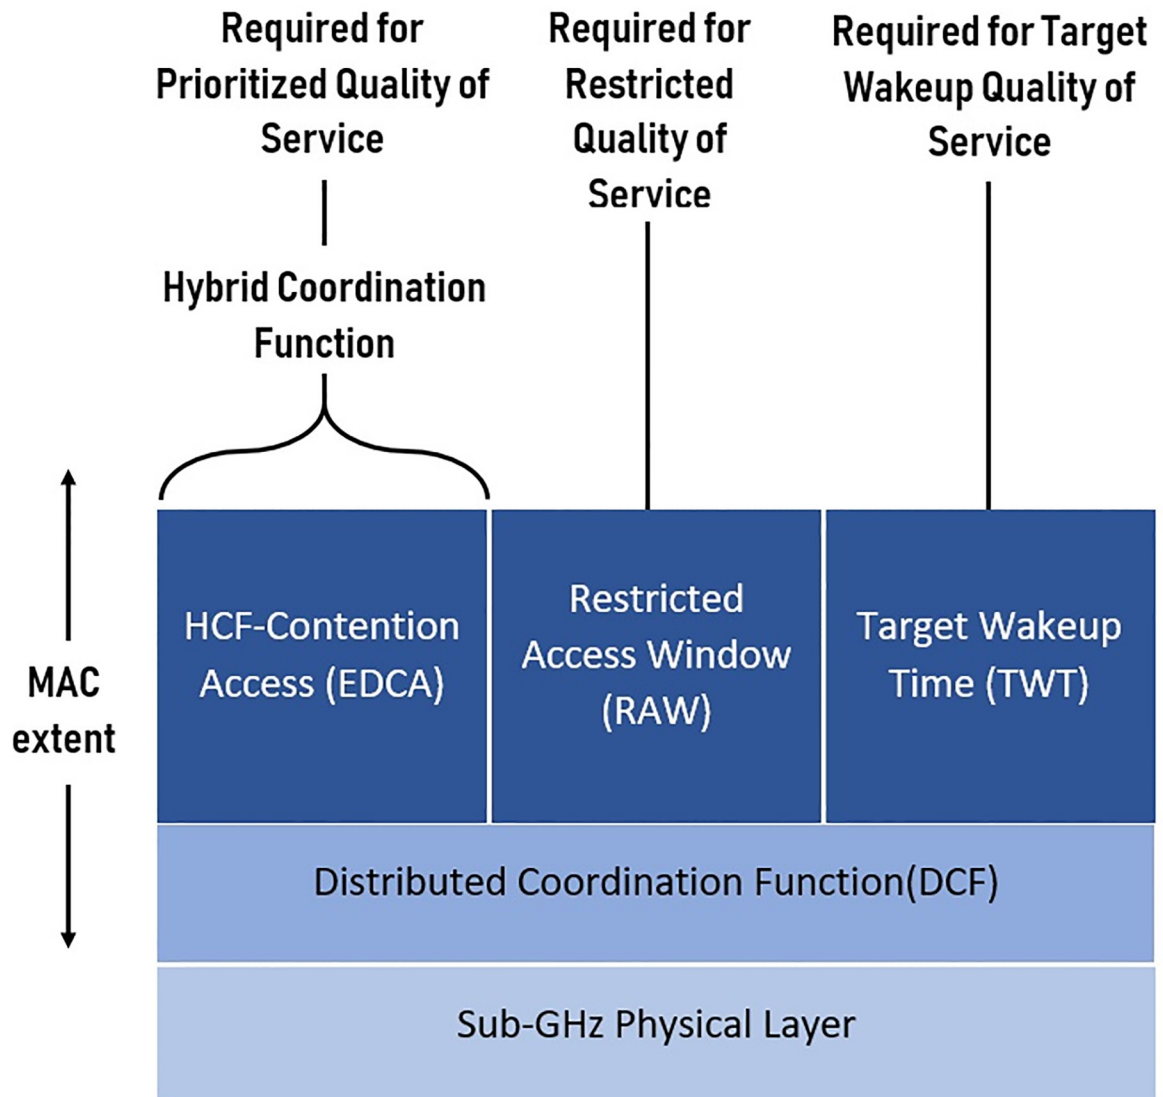 Required for
Prioritized Quality of
Service
Required for
Restricted
Quality of
Service
Required for Target
Wakeup Quality of
Service
Hybrid Coordination
Function
MAC
extent
HCF-Contention
Access (EDCA)
Restricted
Access Window
(RAW)
Target Wakeup
Time (TWT)
Distributed Coordination Function(DCF)
Sub-GHz Physical Layer